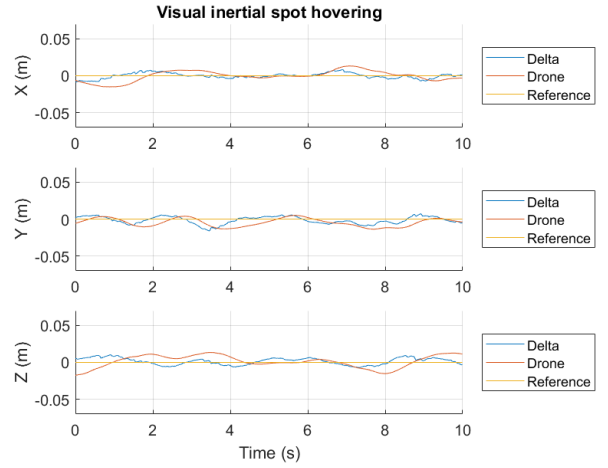 Visual inertial spot hovering
0.05
0
-0.05
X (m)
0 2 4 6 8 10
Delta
Drone
Reference
0.05
0
-0.05
Y (m)
0 2 4 6 8 10
Delta
Drone
Reference
0.05
0
-0.05
Z (m)
0 2 4 6 8 10
Time (s)
Delta
Drone
Reference